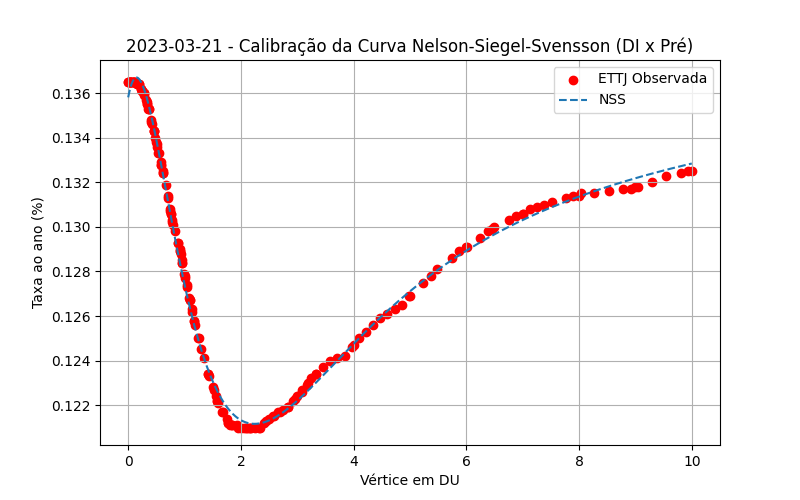 2023-03-21 - Calibração da Curva Nelson-Siegel-Svensson (DI x Pré)
ETTJ Observada
NSS
Taxa ao ano (%)
0.136
0.134
0.132
0.130
0.128
0.126
0.124
0.122
0 2 4 6 8 10
Vértice em DU